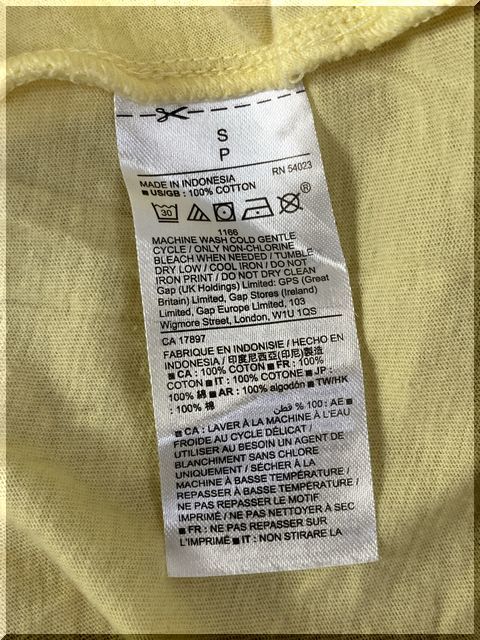 S
P
RN 54023
MADE IN INDONESIA
■ US/GB : 100% COTTON
30 ®
1166
MACHINE WASH COLD GENTLE
CYCLE / ONLY NON-CHLORINE
BLEACH WHEN NEEDED / TUMBLE
DRY LOW / COOL IRON / DO NOT
IRON PRINT / DO NOT DRY CLEAN
Gap (UK Holdings) Limited: GPS (Great
Britain) Limited, Gap Stores (Ireland)
Limited, Gap Europe Limited, 103
Wigmore Street, London, W1U 1QS
CA 17897
FABRIQUE EN INDONISIE / HECHO EN
INDONESIA / 印度尼西亞(印尼)製造
■ CA : 100% COTON ■ FR : 100%
COTON ■ IT : 100% COTONE ■ JP :
100% 綿 ■ AR : 100% algodón ■ TW/HK
: 100% 棉
■ AE : 100 % قطن
■ CA : LAVER À LA MACHINE À L'EAU
FROIDE AU CYCLE DÉLICAT /
UTILISER AU BESOIN UN AGENT DE
BLANCHIMENT SANS CHLORE
UNIQUEMENT / SÉCHER À LA
MACHINE À BASSE TEMPÉRATURE /
REPASSER À BASSE TEMPÉRATURE /
NE PAS REPASSER LE MOTIF
IMPRIMÉ / NE PAS NETTOYER À SEC
■ FR : NE PAS REPASSER SUR
L'IMPRIMÉ ■ IT : NON STIRARE LA